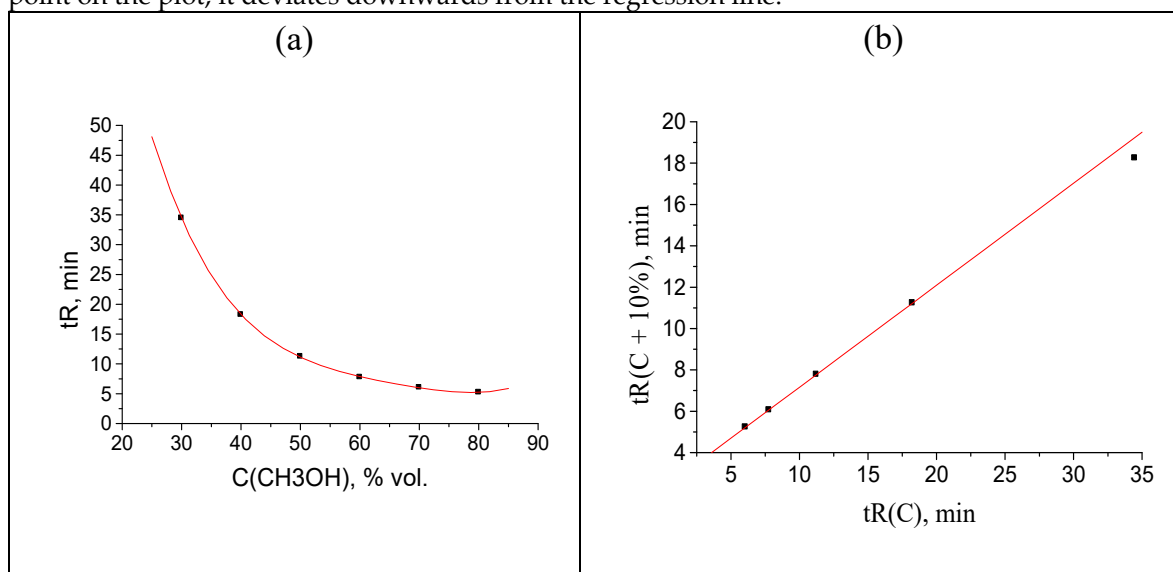 point on the plot, it deviates downwards from the regression line.
(a)
50
45
40
35
30
25
20
15
10
5
0
tR, min
20 30 40 50 60 70 80 90
C(CH3OH), % vol.
(b)
20
18
16
14
12
10
8
6
4
tR(C + 10%), min
5 10 15 20 25 30 35
tR(C), min